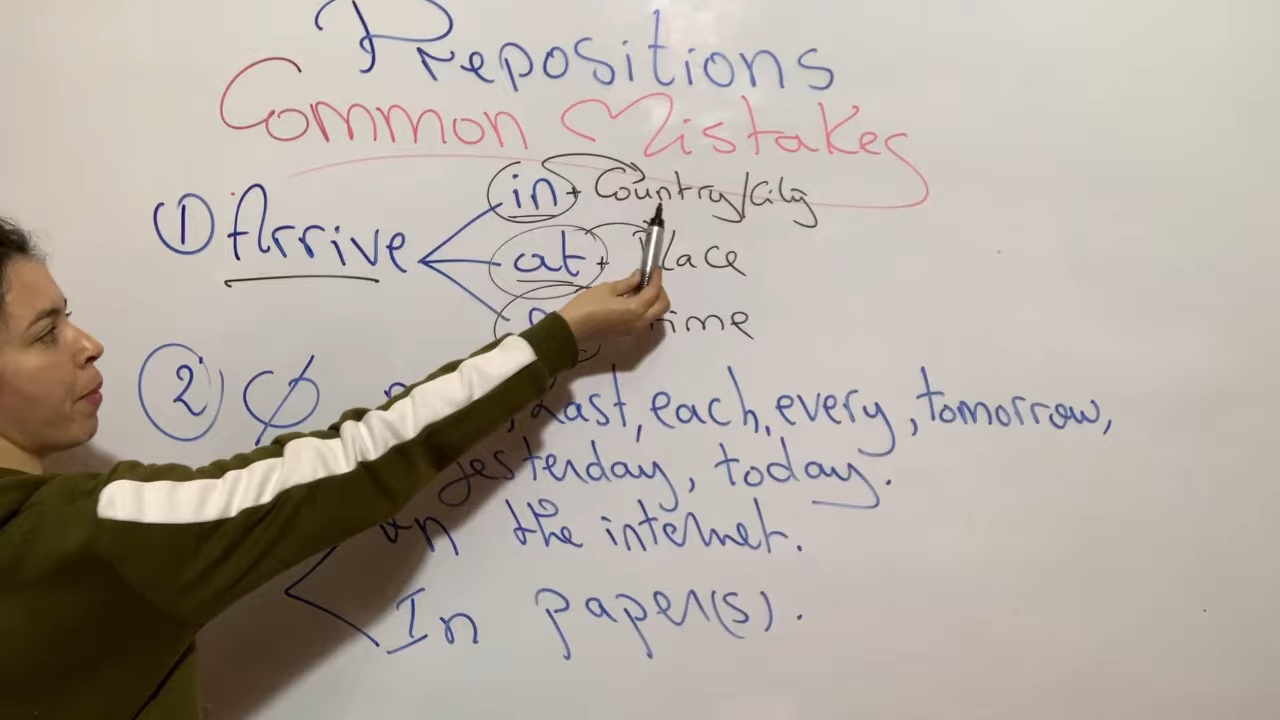 Prepositions
Common Mistakes
① Arrive in + Country/City
at + Place
time
② Ø Last, each, every, tomorrow,
yesterday, today.
on the internet.
In paper(s).